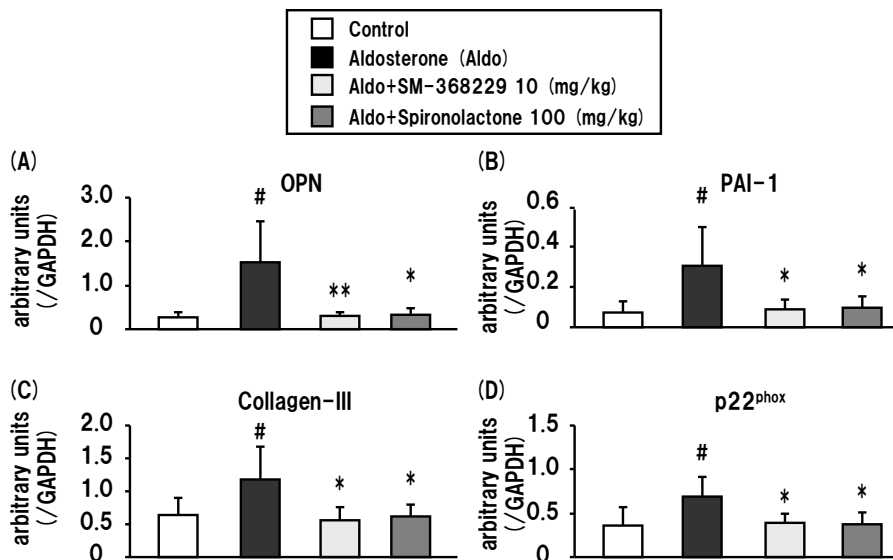 Control
Aldosterone (Aldo)
Aldo+SM-368229 10 (mg/kg)
Aldo+Spironolactone 100 (mg/kg)
(A)
OPN
arbitrary units
(/GAPDH)
3.0
2.0
1.0
0
#
**
*
(B)
PAI-1
arbitrary units
(/GAPDH)
0.6
0.4
0.2
0
#
*
*
(C)
Collagen-III
arbitrary units
(/GAPDH)
2.0
1.5
1.0
0.5
0
#
*
*
(D)
p22phox
arbitrary units
(/GAPDH)
1.5
1.0
0.5
0
#
*
*